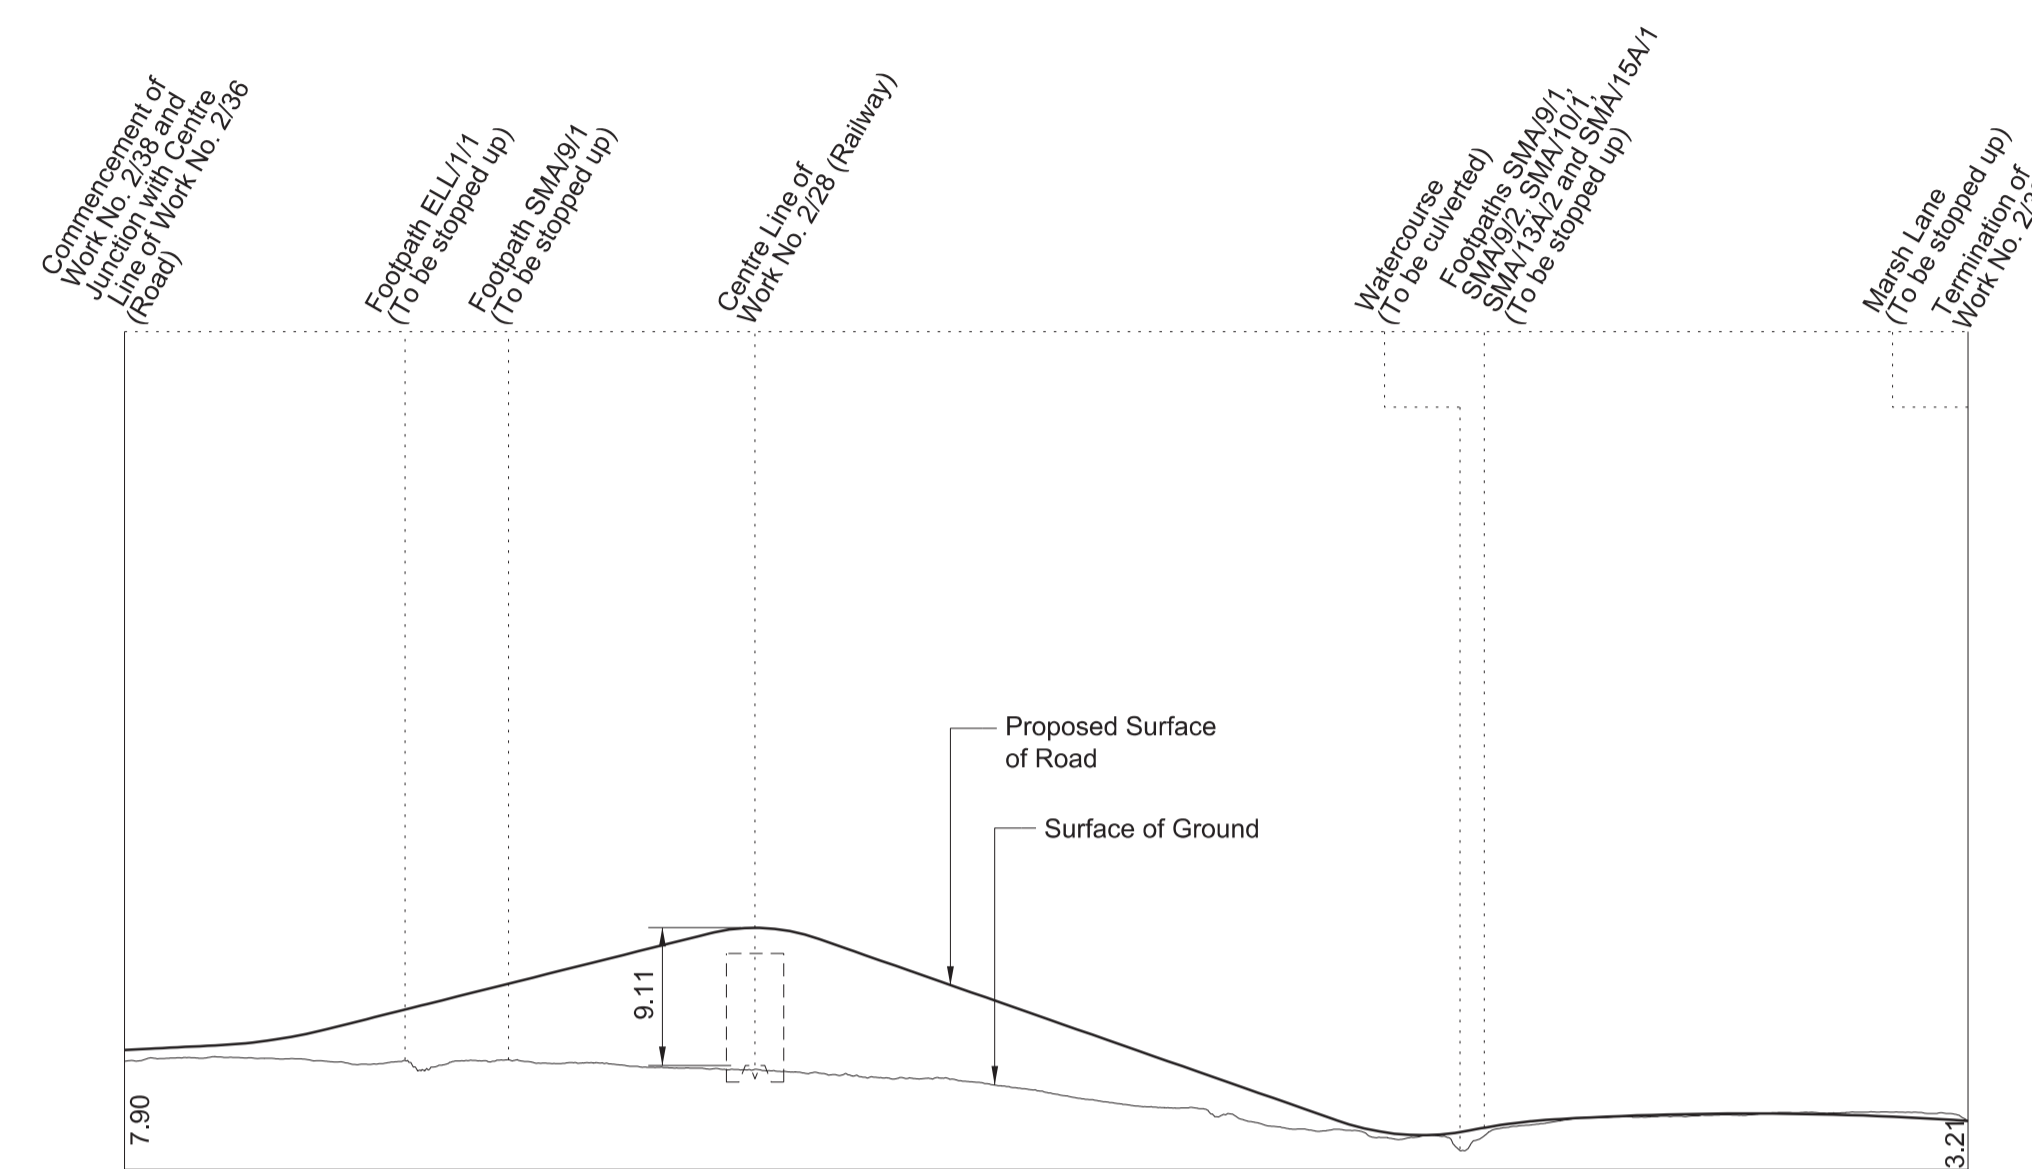 Commencement of
Work No. 2/38 and
Junction with Centre
Line of Work No. 2/36
(Road)
Footpath ELL/1/1
(To be stopped up)
Footpath SMA/9/1
(To be stopped up)
Centre Line of
Work No. 2/28 (Railway)
Watercourse
(To be culverted)
Footpaths SMA/9/1,
SMA/9/2, SMA/10/1,
SMA/13A/2 and SMA/15A/1
(To be stopped up)
Marsh Lane
(To be stopped up)
Termination of
Work No.
Proposed Surface
of Road
Surface of Ground
9.11
7.90
3.21